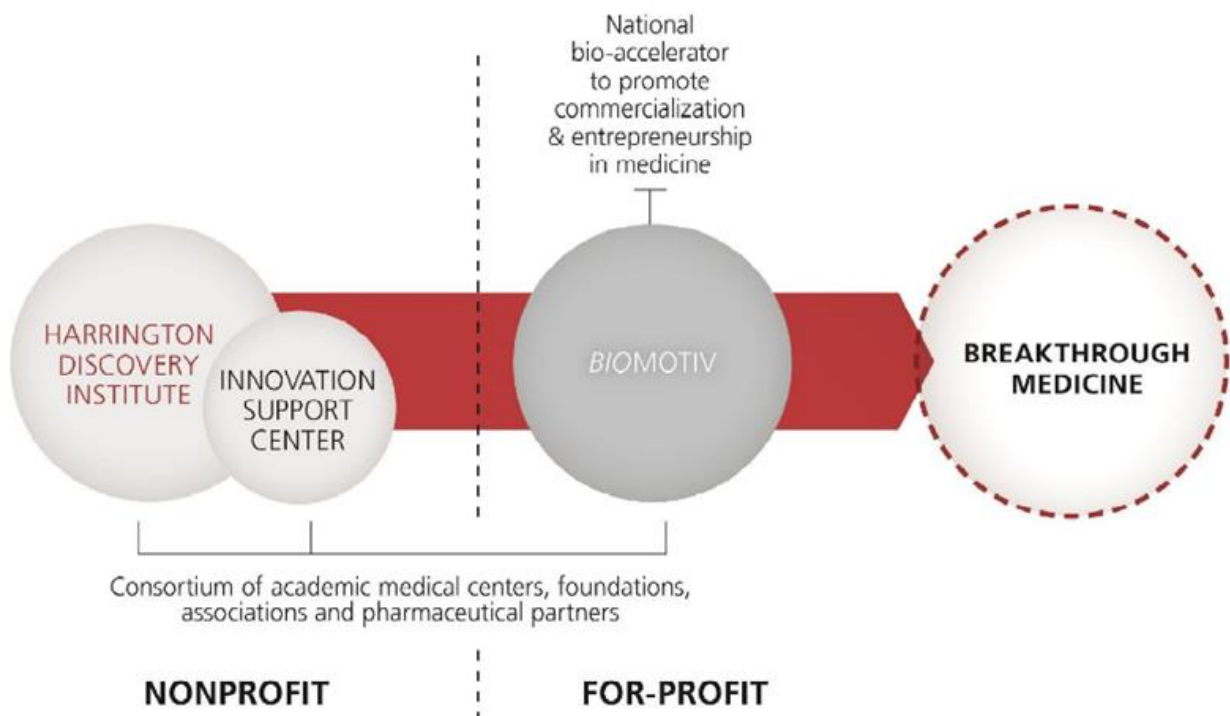 National
bio-accelerator
to promote
commercialization
& entrepreneurship
in medicine
HARRINGTON
DISCOVERY
INSTITUTE
INNOVATION
SUPPORT
CENTER
BIOMOTIV
BREAKTHROUGH
MEDICINE
Consortium of academic medical centers, foundations,
associations and pharmaceutical partners
NONPROFIT
FOR-PROFIT